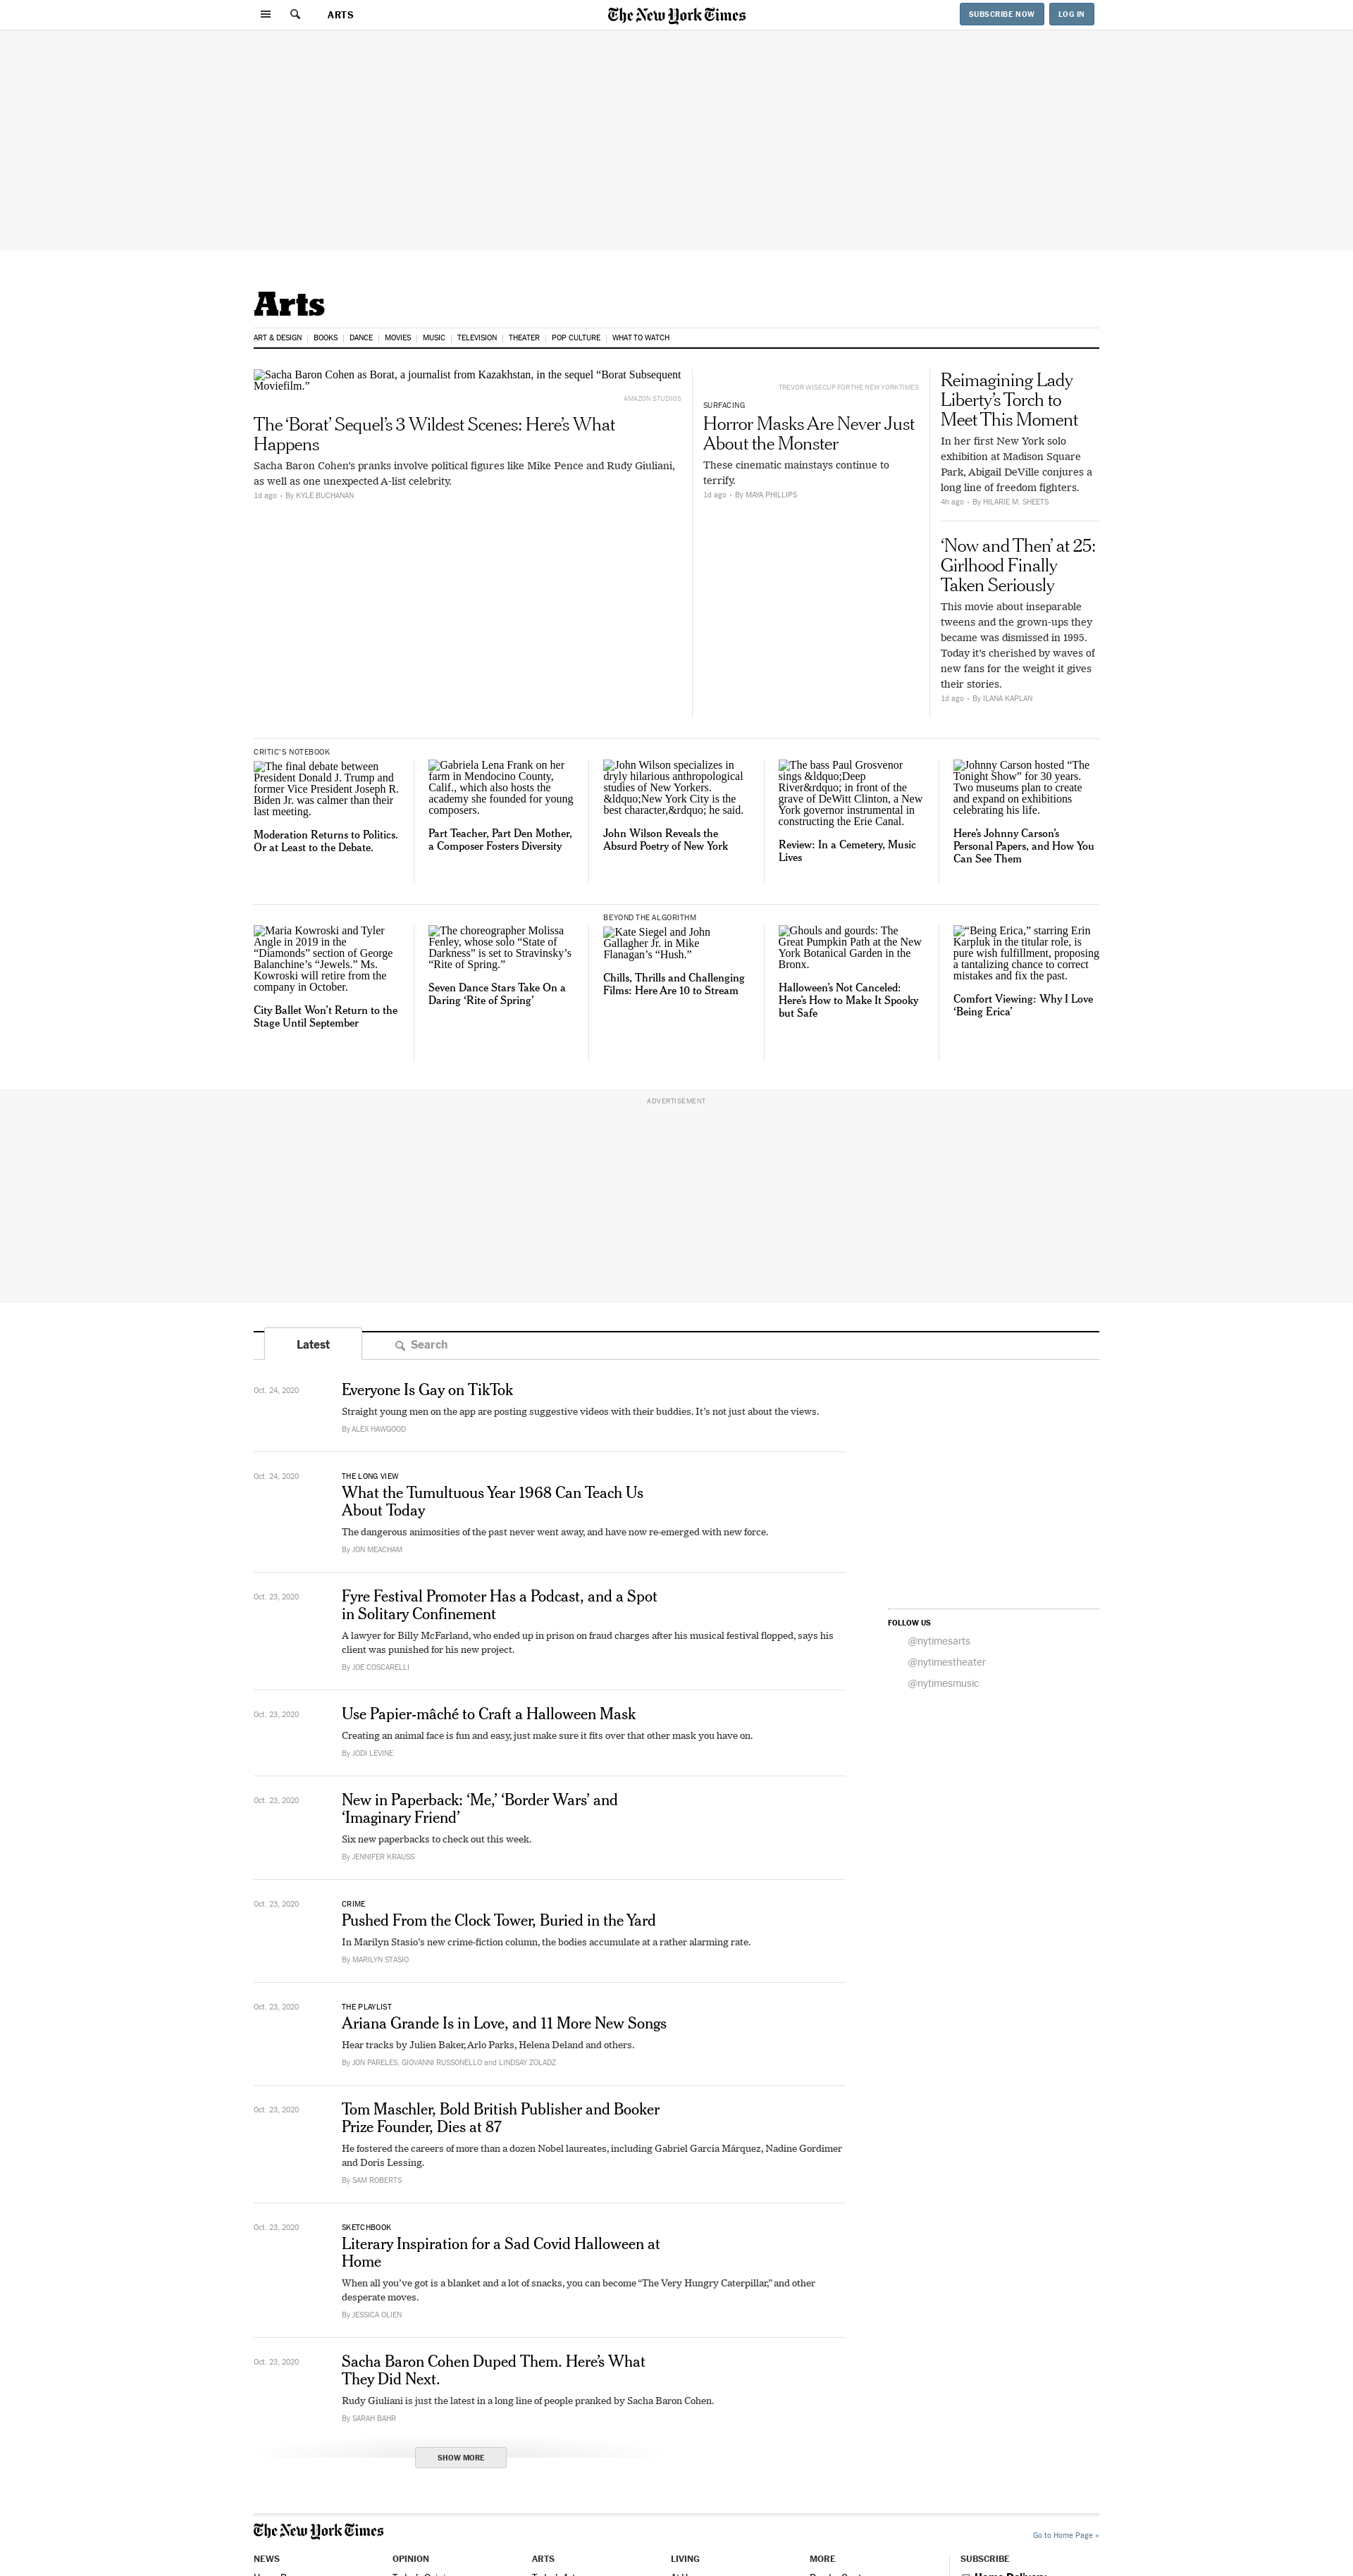 ARTS
The New York Times
SUBSCRIBE NOW
LOG IN
Arts
ART & DESIGN
BOOKS
DANCE
MOVIES
MUSIC
TELEVISION
THEATER
POP CULTURE
WHAT TO WATCH
Sacha Baron Cohen as Borat, a journalist from Kazakhstan, in the sequel “Borat Subsequent
Moviefilm.”
AMAZON STUDIOS
The ‘Borat’ Sequel’s 3 Wildest Scenes: Here’s What
Happens
Sacha Baron Cohen’s pranks involve political figures like Mike Pence and Rudy Giuliani,
as well as one unexpected A-list celebrity.
1d ago - By KYLE BUCHANAN
TREVOR WISECUP FOR THE NEW YORK TIMES
SURFACING
Horror Masks Are Never Just
About the Monster
These cinematic mainstays continue to
terrify.
1d ago - By MAYA PHILLIPS
Reimagining Lady
Liberty’s Torch to
Meet This Moment
In her first New York solo
exhibition at Madison Square
Park, Abigail DeVille conjures a
long line of freedom fighters.
4h ago - By HILARIE M. SHEETS
‘Now and Then’ at 25:
Girlhood Finally
Taken Seriously
This movie about inseparable
tweens and the grown-ups they
became was dismissed in 1995.
Today it’s cherished by waves of
new fans for the weight it gives
their stories.
1d ago - By ILANA KAPLAN
CRITIC’S NOTEBOOK
The final debate between
President Donald J. Trump and
former Vice President Joseph R.
Biden Jr. was calmer than their
last meeting.
Moderation Returns to Politics.
Or at Least to the Debate.
Gabriela Lena Frank on her
farm in Mendocino County,
Calif., which also hosts the
academy she founded for young
composers.
Part Teacher, Part Den Mother,
a Composer Fosters Diversity
John Wilson specializes in
dryly hilarious anthropological
studies of New Yorkers.
&ldquo;New York City is the
best character,&rdquo; he said.
John Wilson Reveals the
Absurd Poetry of New York
The bass Paul Grosvenor
sings &ldquo;Deep
River&rdquo; in front of the
grave of DeWitt Clinton, a New
York governor instrumental in
constructing the Erie Canal.
Review: In a Cemetery, Music
Lives
Johnny Carson hosted “The
Tonight Show” for 30 years.
Two museums plan to create
and expand on exhibitions
celebrating his life.
Here’s Johnny Carson’s
Personal Papers, and How You
Can See Them
Maria Kowroski and Tyler
Angle in 2019 in the
“Diamonds” section of George
Balanchine’s “Jewels.” Ms.
Kowroski will retire from the
company in October.
City Ballet Won’t Return to the
Stage Until September
The choreographer Molissa
Fenley, whose solo “State of
Darkness” is set to Stravinsky’s
“Rite of Spring.”
Seven Dance Stars Take On a
Daring ‘Rite of Spring’
BEYOND THE ALGORITHM
Kate Siegel and John
Gallagher Jr. in Mike
Flanagan’s “Hush.”
Chills, Thrills and Challenging
Films: Here Are 10 to Stream
Ghouls and gourds: The
Great Pumpkin Path at the New
York Botanical Garden in the
Bronx.
Halloween’s Not Canceled:
Here’s How to Make It Spooky
but Safe
“Being Erica,” starring Erin
Karpluk in the titular role, is
pure wish fulfillment, proposing
a tantalizing chance to correct
mistakes and fix the past.
Comfort Viewing: Why I Love
‘Being Erica’
ADVERTISEMENT
Latest
Search
Oct. 24, 2020
Everyone Is Gay on TikTok
Straight young men on the app are posting suggestive videos with their buddies. It’s not just about the views.
By ALEX HAWGOOD
Oct. 24, 2020
THE LONG VIEW
What the Tumultuous Year 1968 Can Teach Us
About Today
The dangerous animosities of the past never went away, and have now re-emerged with new force.
By JON MEACHAM
Oct. 23, 2020
Fyre Festival Promoter Has a Podcast, and a Spot
in Solitary Confinement
A lawyer for Billy McFarland, who ended up in prison on fraud charges after his musical festival flopped, says his
client was punished for his new project.
By JOE COSCARELLI
FOLLOW US
@nytimesarts
@nytimestheater
@nytimesmusic
Oct. 23, 2020
Use Papier-mâché to Craft a Halloween Mask
Creating an animal face is fun and easy, just make sure it fits over that other mask you have on.
By JODI LEVINE
Oct. 23, 2020
New in Paperback: ‘Me,’ ‘Border Wars’ and
‘Imaginary Friend’
Six new paperbacks to check out this week.
By JENNIFER KRAUSS
Oct. 23, 2020
CRIME
Pushed From the Clock Tower, Buried in the Yard
In Marilyn Stasio’s new crime-fiction column, the bodies accumulate at a rather alarming rate.
By MARILYN STASIO
Oct. 23, 2020
THE PLAYLIST
Ariana Grande Is in Love, and 11 More New Songs
Hear tracks by Julien Baker, Arlo Parks, Helena Deland and others.
By JON PARELES, GIOVANNI RUSSONELLO and LINDSAY ZOLADZ
Oct. 23, 2020
Tom Maschler, Bold British Publisher and Booker
Prize Founder, Dies at 87
He fostered the careers of more than a dozen Nobel laureates, including Gabriel García Márquez, Nadine Gordimer
and Doris Lessing.
By SAM ROBERTS
Oct. 23, 2020
SKETCHBOOK
Literary Inspiration for a Sad Covid Halloween at
Home
When all you’ve got is a blanket and a lot of snacks, you can become “The Very Hungry Caterpillar,” and other
desperate moves.
By JESSICA OLIEN
Oct. 23, 2020
Sacha Baron Cohen Duped Them. Here’s What
They Did Next.
Rudy Giuliani is just the latest in a long line of people pranked by Sacha Baron Cohen.
By SARAH BAHR
SHOW MORE
The New York Times
Go to Home Page »
NEWS
OPINION
ARTS
LIVING
MORE
SUBSCRIBE